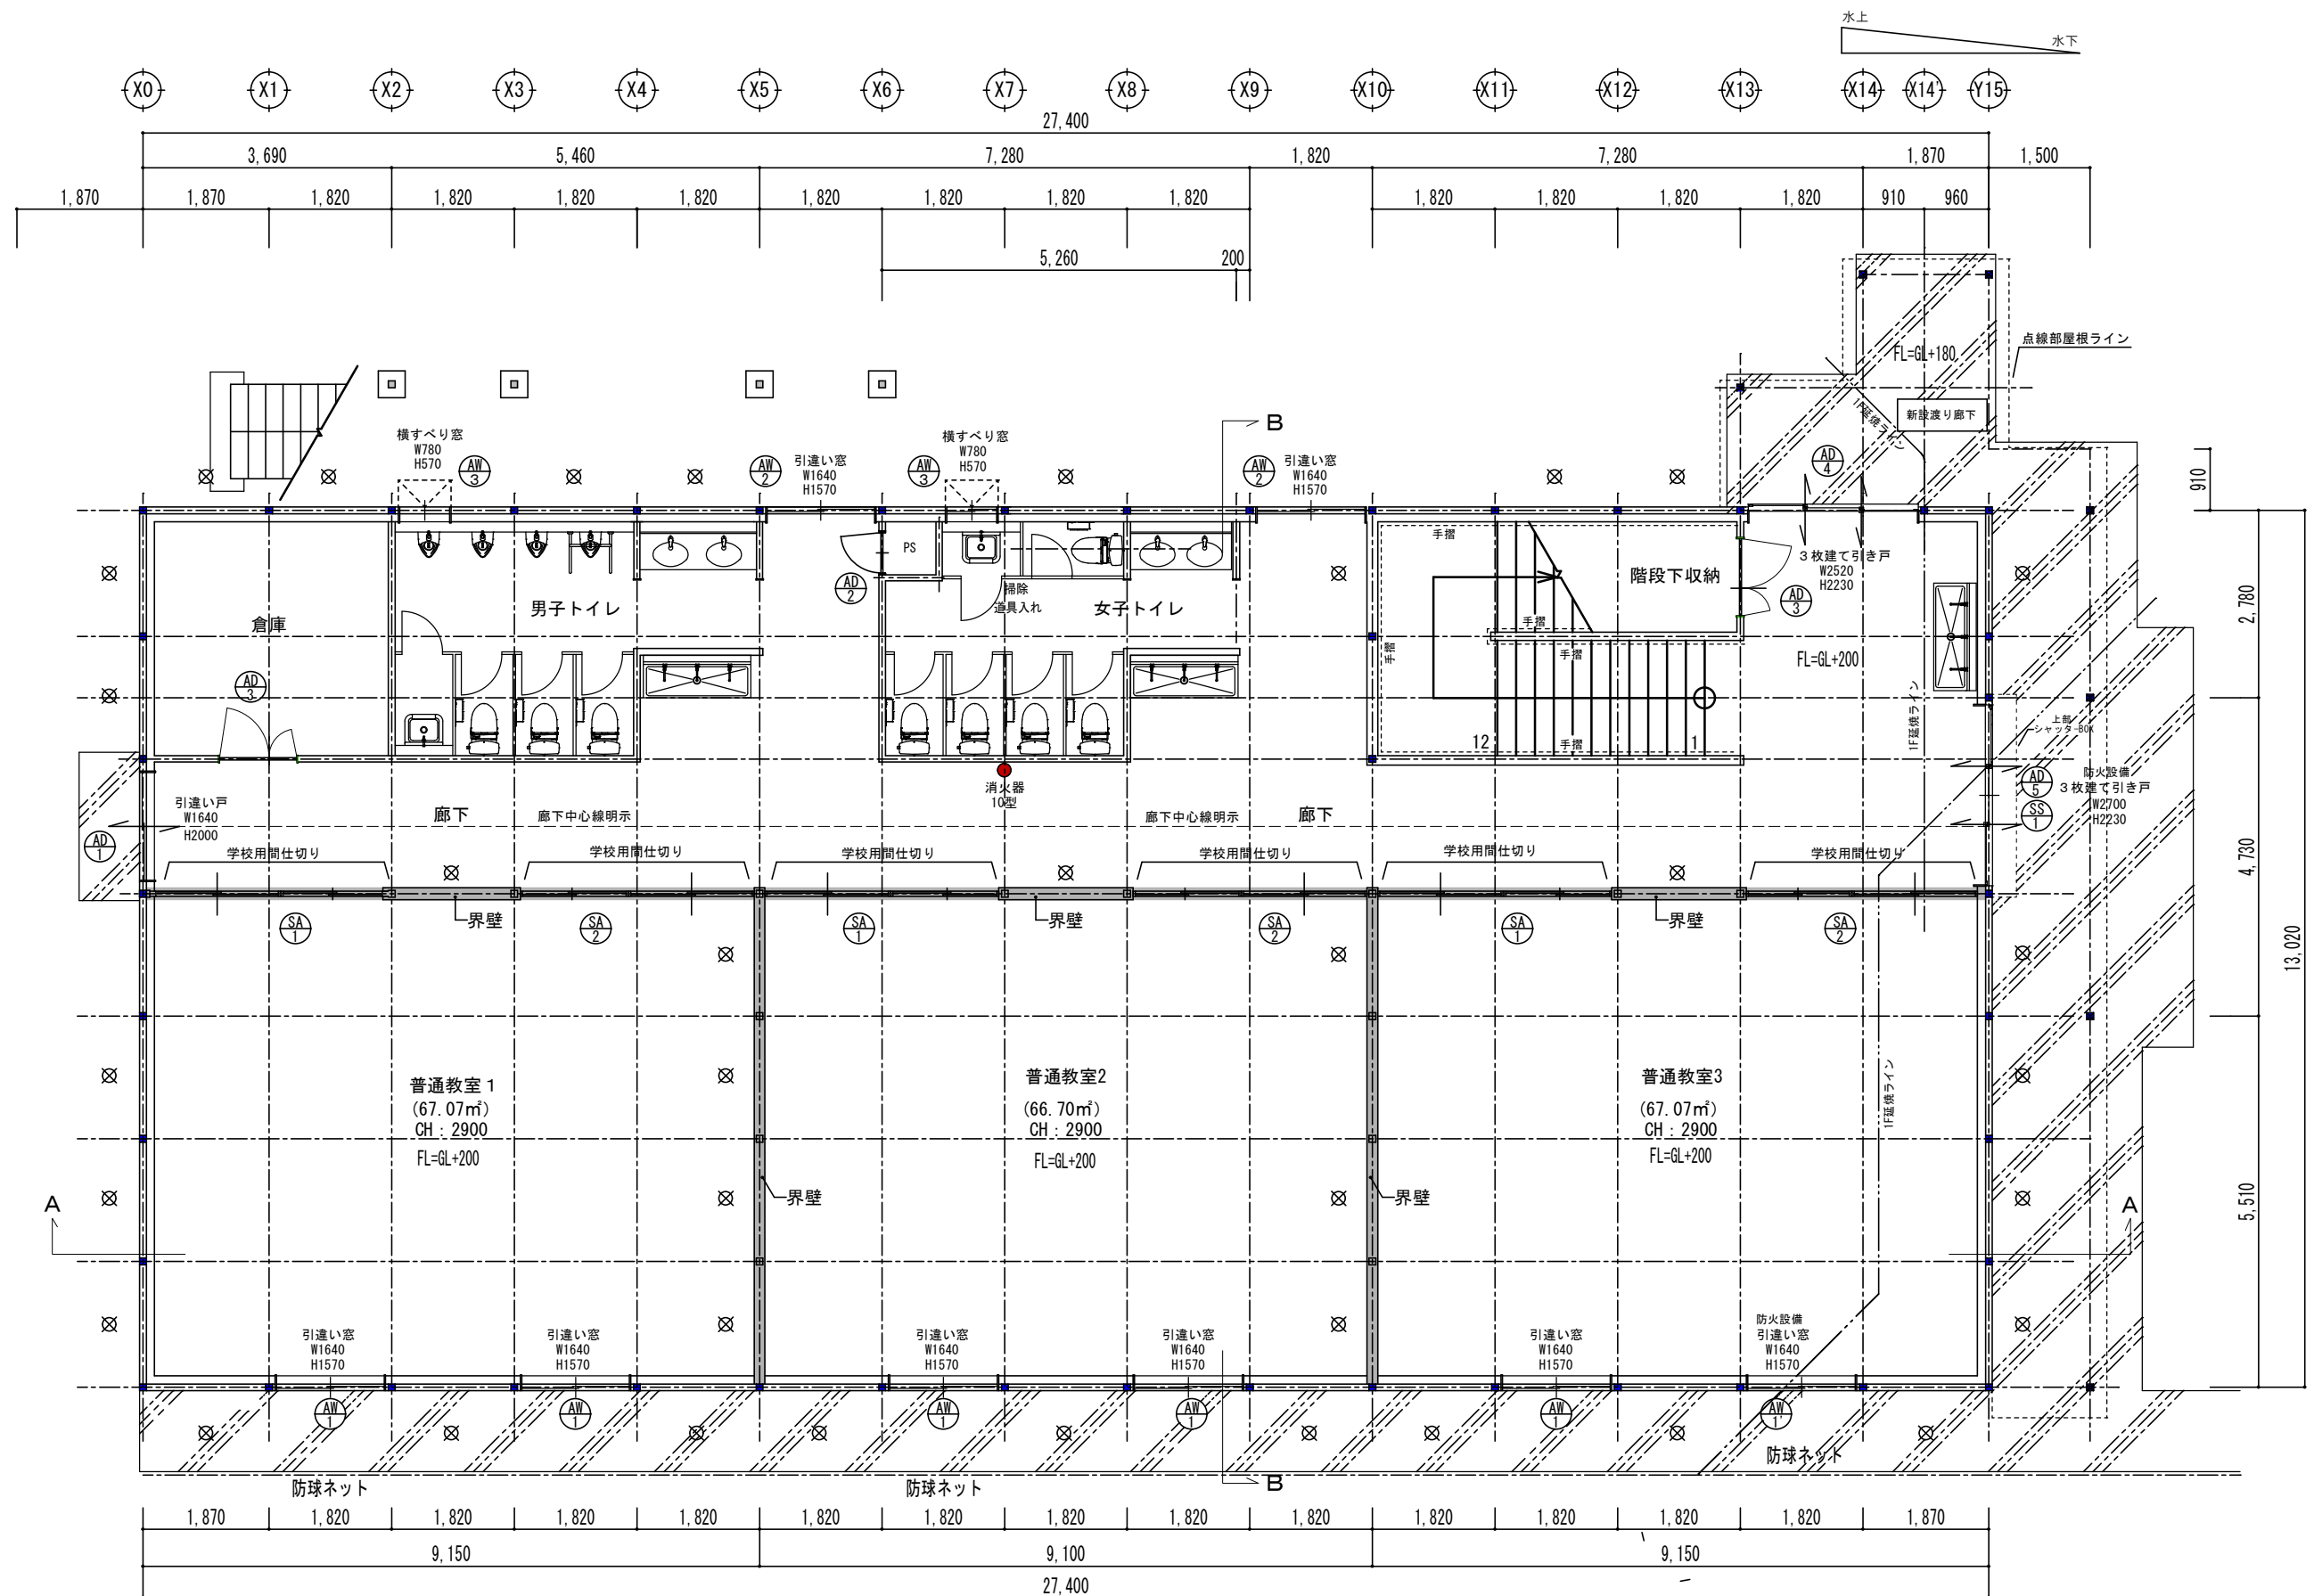 水上
水下
X0 X1 X2 X3 X4 X5 X6 X7 X8 X9 X10 X11 X12 X13 X14 X14' Y15
27,400
3,690 5,460 7,280 1,820 7,280 1,870 1,500
1,870 1,870 1,820 1,820 1,820 1,820 1,820 1,820 1,820 1,820 1,820 1,820 1,820 1,820 910 960
5,260 200
点線部屋根ライン
FL=GL+180
1F延焼ライン
新設渡り廊下
横すべり窓
W780
H570
AW
3
AW
2
引違い窓
W1640
H1570
横すべり窓
W780
H570
AW
3
B
AW
2
引違い窓
W1640
H1570
AD
4
910
手摺
PS
AD
2
掃除
道具入れ
階段下収納
3枚建て引き戸
W2520
H2230
AD
3
倉庫
男子トイレ
女子トイレ
手摺
手摺
手摺
FL=GL+200
2,780
AD
3
1F延焼ライン
上部
シャッターBOX
12
手摺
1
消火器
10型
引違い戸
W1640
H2000
AD
1
廊下
廊下中心線明示
廊下中心線明示
廊下
AD
5
SS
1
防火設備
3枚建て引き戸
W2700
H2230
学校用間仕切り
学校用間仕切り
学校用間仕切り
学校用間仕切り
学校用間仕切り
学校用間仕切り
4,730
13,020
SA
1
界壁
SA
2
SA
1
界壁
SA
2
SA
1
界壁
SA
2
普通教室1
(67.07㎡)
CH:2900
FL=GL+200
普通教室2
(66.70㎡)
CH:2900
FL=GL+200
普通教室3
(67.07㎡)
CH:2900
FL=GL+200
1F延焼ライン
界壁
界壁
A
A
5,510
引違い窓
W1640
H1570
引違い窓
W1640
H1570
引違い窓
W1640
H1570
引違い窓
W1640
H1570
引違い窓
W1640
H1570
防火設備
引違い窓
W1640
H1570
AW
1
AW
1
AW
1
AW
1
AW
1
AW
1'
防球ネット
防球ネット
B
防球ネット
1,870 1,820 1,820 1,820 1,820 1,820 1,820 1,820 1,820 1,820 1,820 1,820 1,820 1,820 1,870
9,150 9,100 9,150
27,400